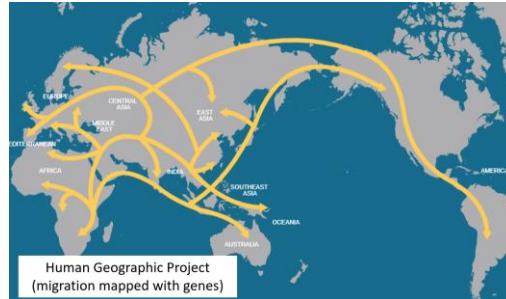 EUROPE
CENTRAL
ASIA
EAST
ASIA
MIDDLE
EAST
MEDITERRANEAN
AFRICA
INDIA
SOUTHEAST
ASIA
OCEANIA
AUSTRALIA
AMERICA
Human Geographic Project
(migration mapped with genes)